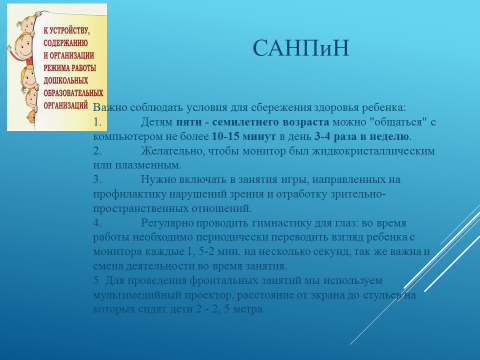 К УСТРОЙСТВУ,
СОДЕРЖАНИЮ
И ОРГАНИЗАЦИИ
РЕЖИМА РАБОТЫ
ДОШКОЛЬНЫХ
ОБРАЗОВАТЕЛЬНЫХ
ОРГАНИЗАЦИЙ
САНПиН
Важно соблюдать условия для сбережения здоровья ребенка:
1. Детям пяти - семилетнего возраста можно "общаться" с
компьютером не более 10-15 минут в день 3-4 раза в неделю.
2. Желательно, чтобы монитор был жидкокристаллическим
или плазменным.
3. Нужно включать в занятия игры, направленных на
профилактику нарушений зрения и отработку зрительно-
пространственных отношений.
4. Регулярно проводить гимнастику для глаз: во время
работы необходимо периодически переводить взгляд ребенка с
монитора каждые 1, 5-2 мин. на несколько секунд, так же важна и
смена деятельности во время занятия.
5 Для проведения фронтальных занятий мы используем
мультимедийный проектор, расстояние от экрана до стульев на
которых сидят дети 2 - 2, 5 метра.